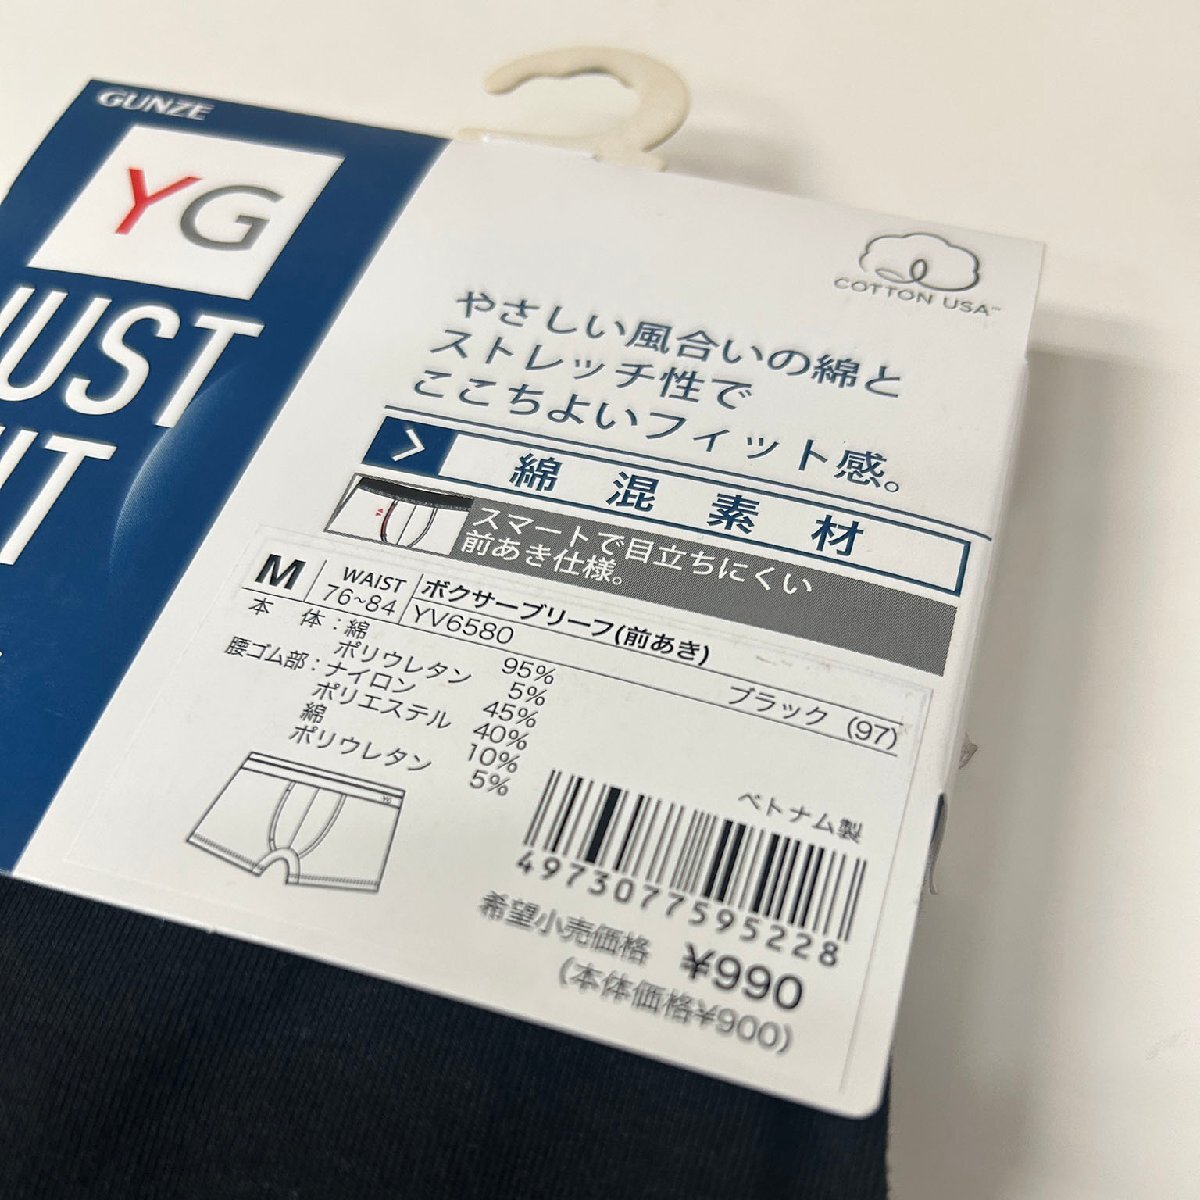 GUNZE
YG
UST
IT
COTTON USA™
やさしい風合いの綿と
ストレッチ性で
ここちよいフィット感。
綿混素材
スマートで目立ちにくい
前あき仕様。
M
WAIST
76~84
ボクサーブリーフ(前あき)
YV6580
ブラック (97)
本 体:綿 95%
ポリウレタン 5%
腰ゴム部:ナイロン 45%
ポリエステル 40%
綿 10%
ポリウレタン 5%
ベトナム製
4973077595228
希望小売価格 ¥990
(本体価格¥900)